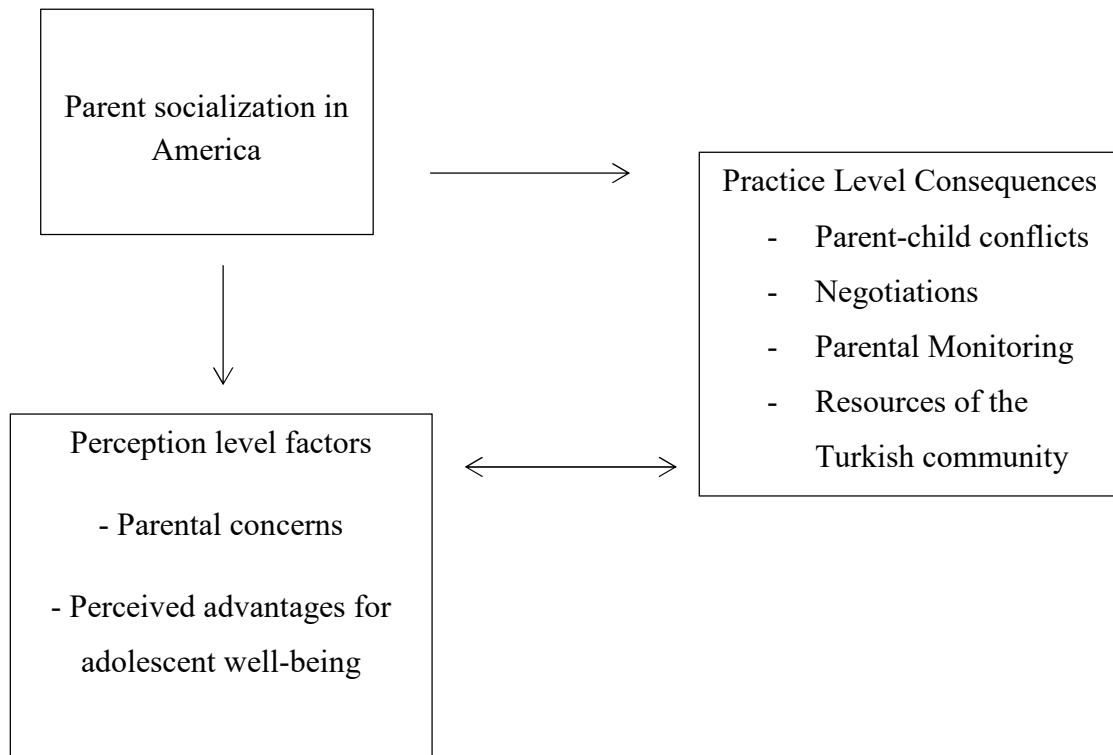 Parent socialization in
America
Practice Level Consequences
- Parent-child conflicts
- Negotiations
- Parental Monitoring
- Resources of the
Turkish community
Perception level factors
- Parental concerns
- Perceived advantages for
adolescent well-being